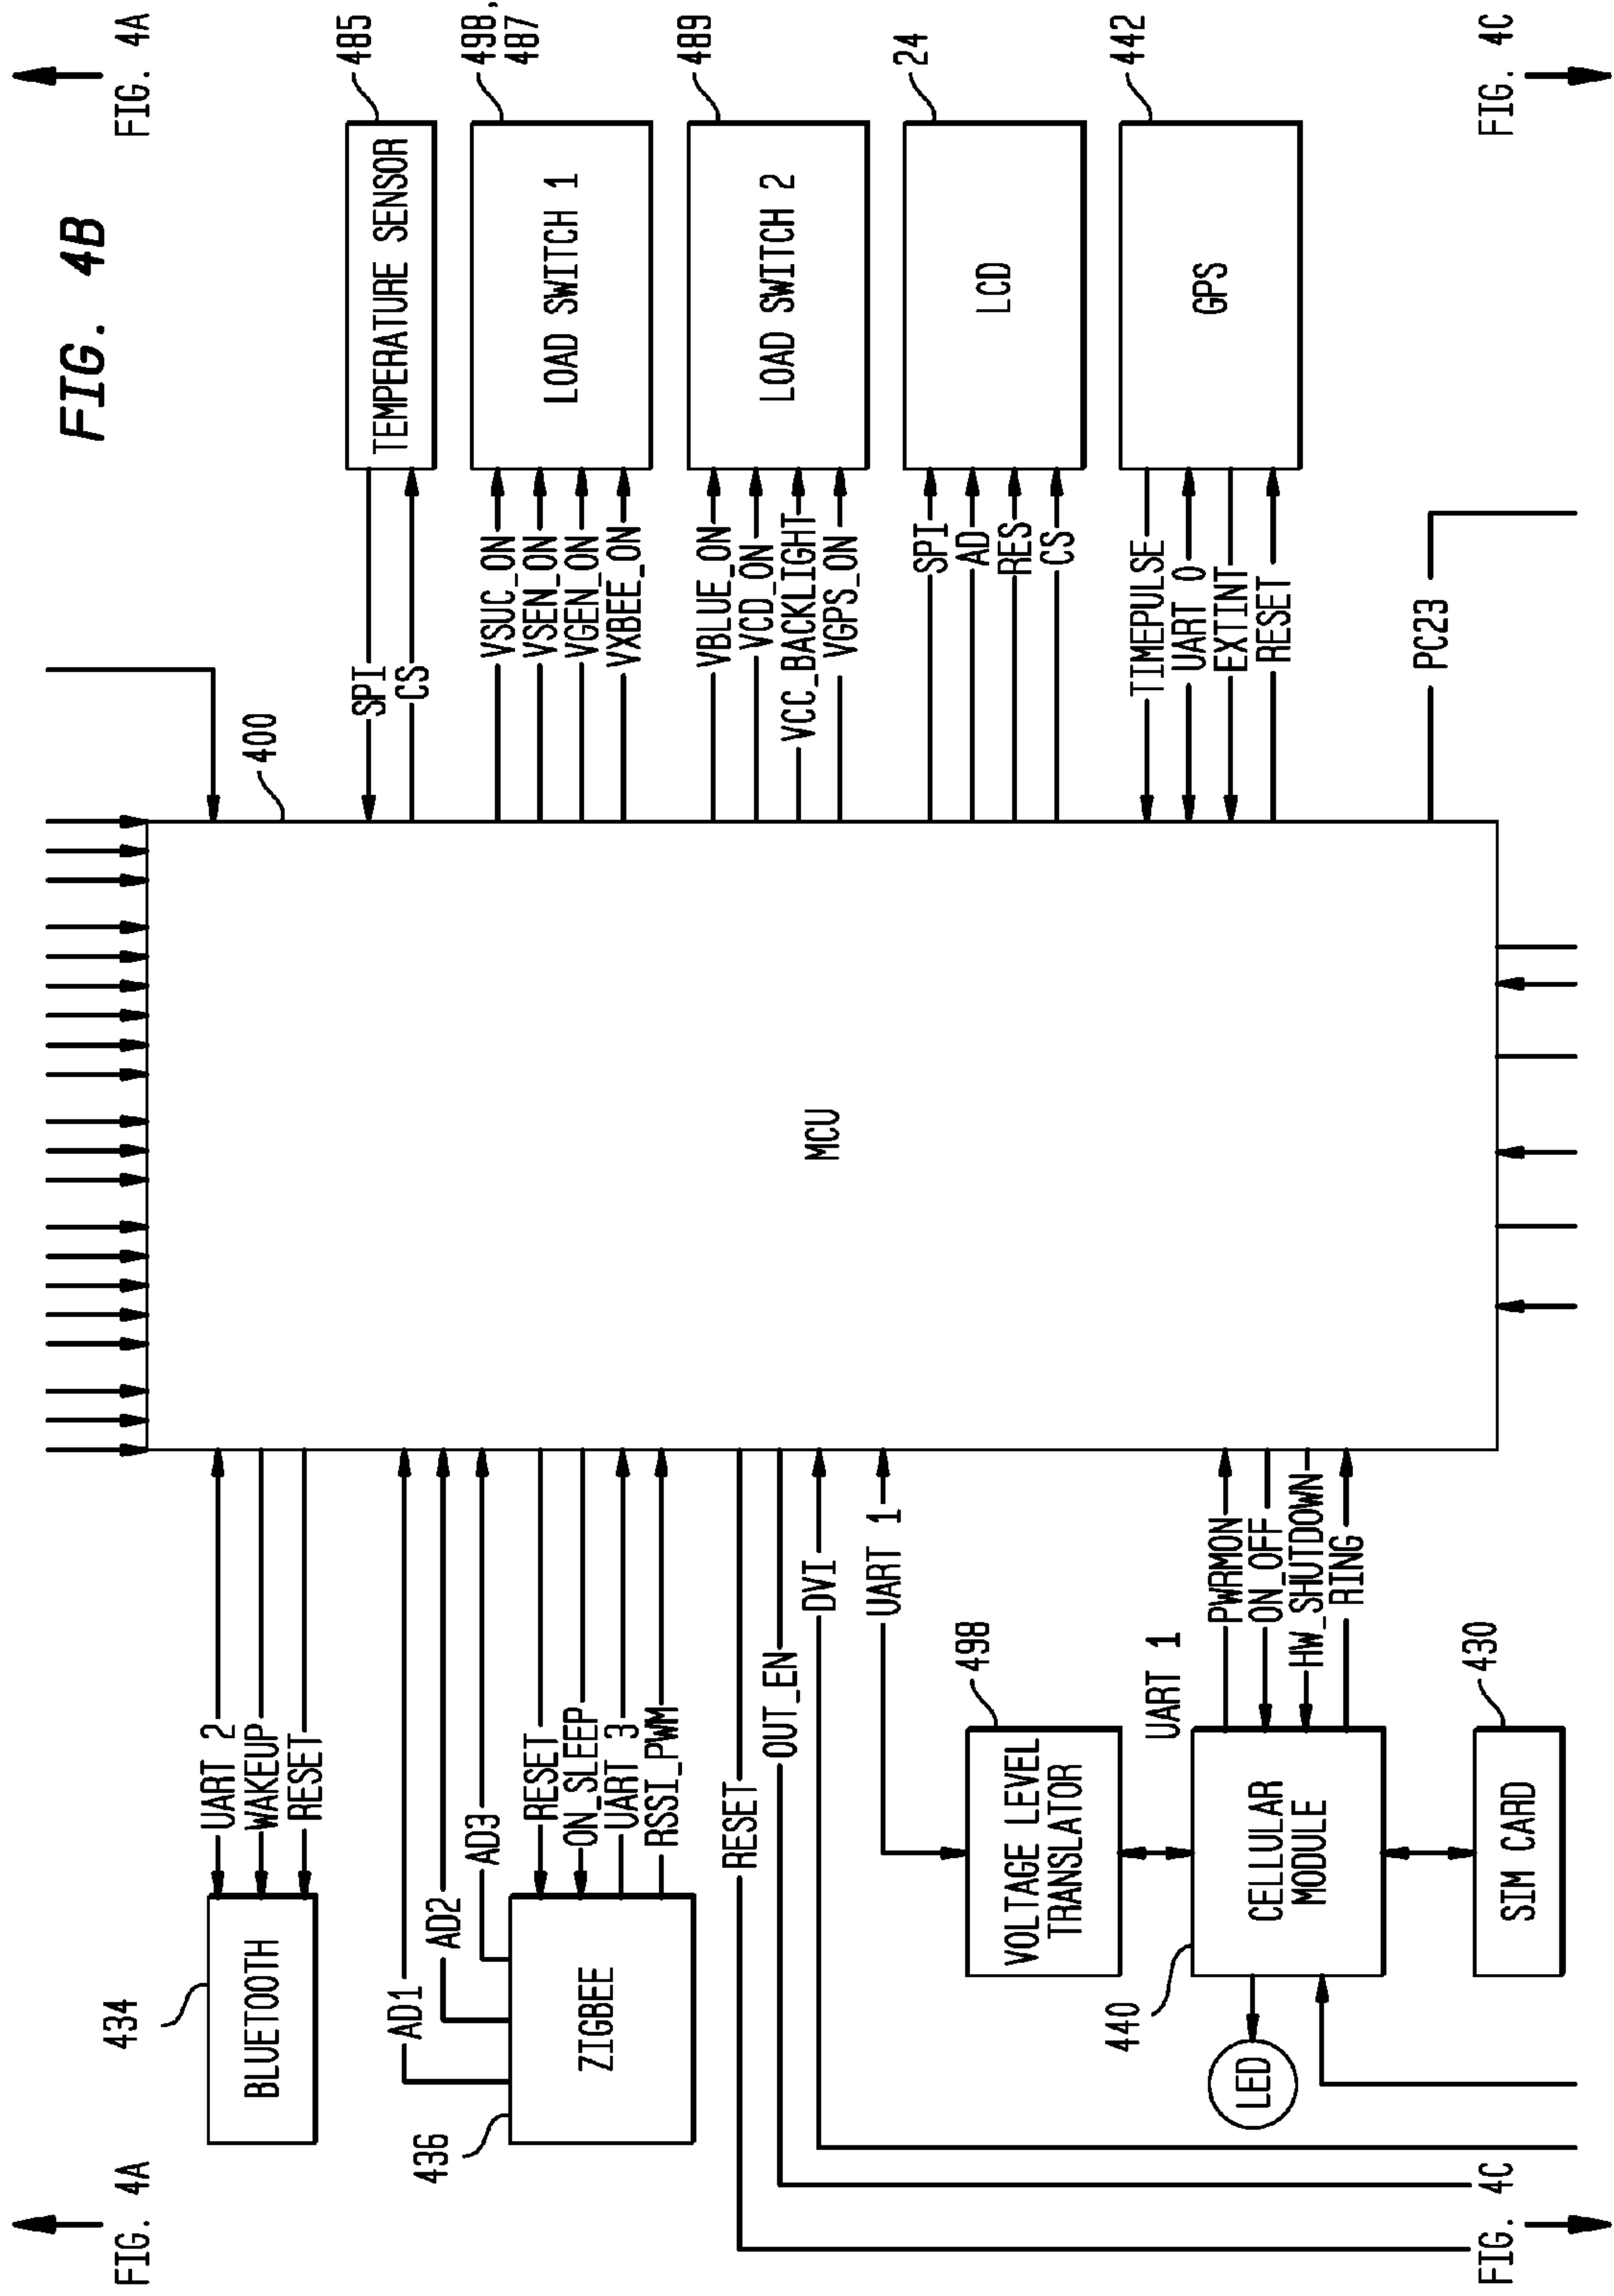 FIG. 4B
FIG. 4A
FIG. 4A
434
BLUETOOTH
UART 2
WAKEUP
RESET
436
ZIGBEE
AD1
AD2
AD3
RESET
ON_SLEEP
UART 3
RSSI_PWM
RESET
OUT_EN
DVI
UART 1
498
VOLTAGE LEVEL
TRANSLATOR
UART 1
440
CELLULAR
MODULE
PWRMON
ON_OFF
HW_SHUTDOWN
RING
LED
430
SIM CARD
MCU
400
SPI
CS
TEMPERATURE SENSOR
485
VSUC_ON
VSEN_ON
VGEN_ON
VXBEE_ON
LOAD SWITCH 1
498,
487
VBLUE_ON
VCD_ON
VCC_BACKLIGHT
VGPS_ON
LOAD SWITCH 2
489
SPI
AD
RES
CS
LCD
24
TIMEPULSE
UART 0
EXTINT
RESET
GPS
442
PC23
FIG. 4C
FIG. 4C